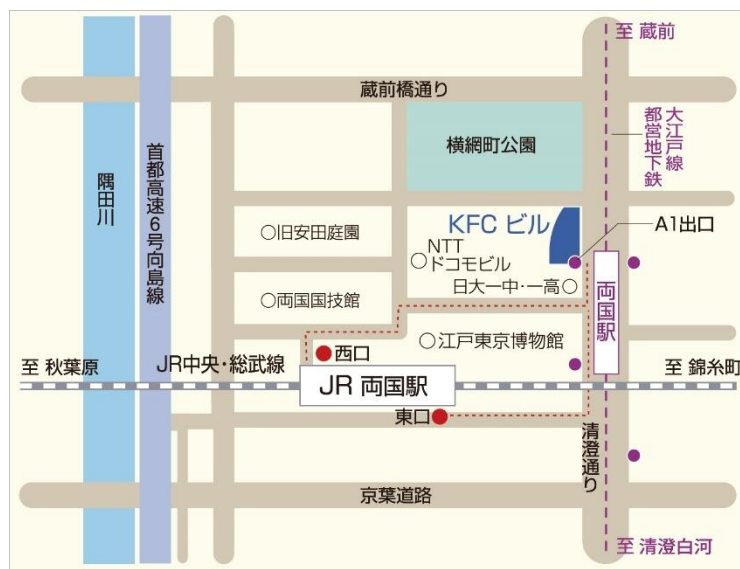 至 蔵前
蔵前橋通り
大江戸線
都営地下鉄
横網町公園
首都高速6号向島線
隅田川
KFC ビル
A1出口
○旧安田庭園
NTT
○ドコモビル
日大一中・一高○
○両国国技館
両国駅
○江戸東京博物館
西口
至 秋葉原
JR中央・総武線
JR 両国駅
至 錦糸町
東口
清澄通り
京葉道路
至 清澄白河